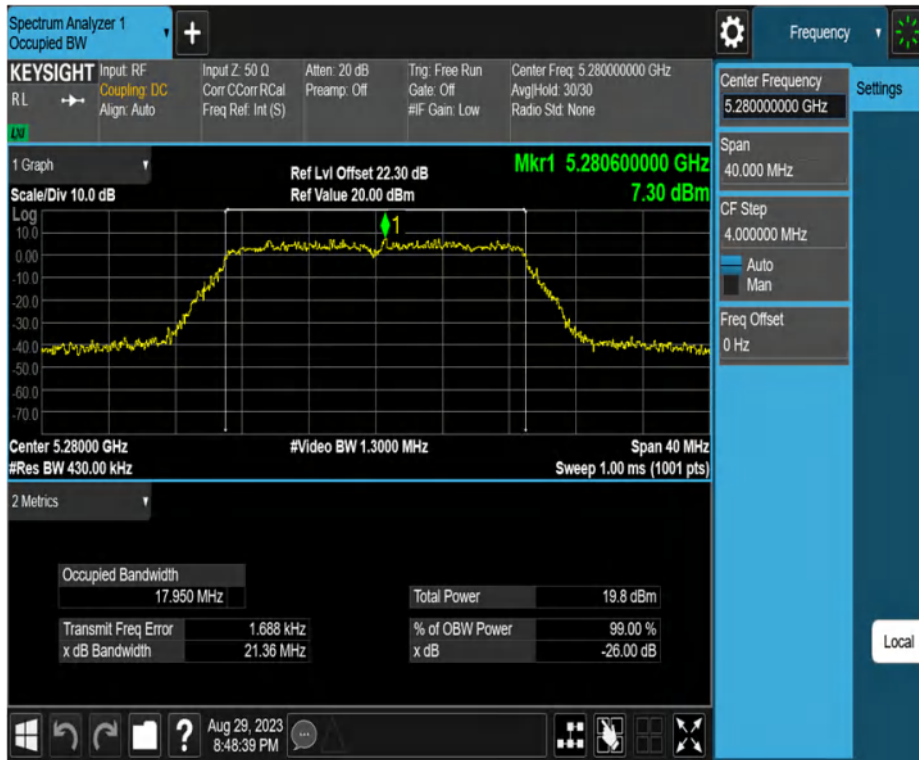 Spectrum Analyzer 1
Occupied BW
+
Frequency
KEYSIGHT
RL
LXI
Input: RF
Coupling: DC
Align: Auto
Input Z: 50 Ω
Corr CCorr RCal
Freq Ref: Int (S)
Atten: 20 dB
Preamp: Off
Trig: Free Run
Gate: Off
#IF Gain: Low
Center Freq: 5.280000000 GHz
Avg|Hold: 30/30
Radio Std: None
Center Frequency
5.280000000 GHz
Settings
Span
40.000 MHz
CF Step
4.000000 MHz
Auto
Man
Freq Offset
0 Hz
1 Graph
Scale/Div 10.0 dB
Ref Lvl Offset 22.30 dB
Ref Value 20.00 dBm
Mkr1 5.280600000 GHz
7.30 dBm
Log
10.0
0.00
-10.0
-20.0
-30.0
-40.0
-50.0
-60.0
-70.0
1
Center 5.28000 GHz
#Video BW 1.3000 MHz
Span 40 MHz
#Res BW 430.00 kHz
Sweep 1.00 ms (1001 pts)
2 Metrics
Occupied Bandwidth
17.950 MHz
Total Power 19.8 dBm
Transmit Freq Error 1.688 kHz
% of OBW Power 99.00 %
x dB Bandwidth 21.36 MHz
x dB -26.00 dB
Local
?
Aug 29, 2023
8:48:39 PM